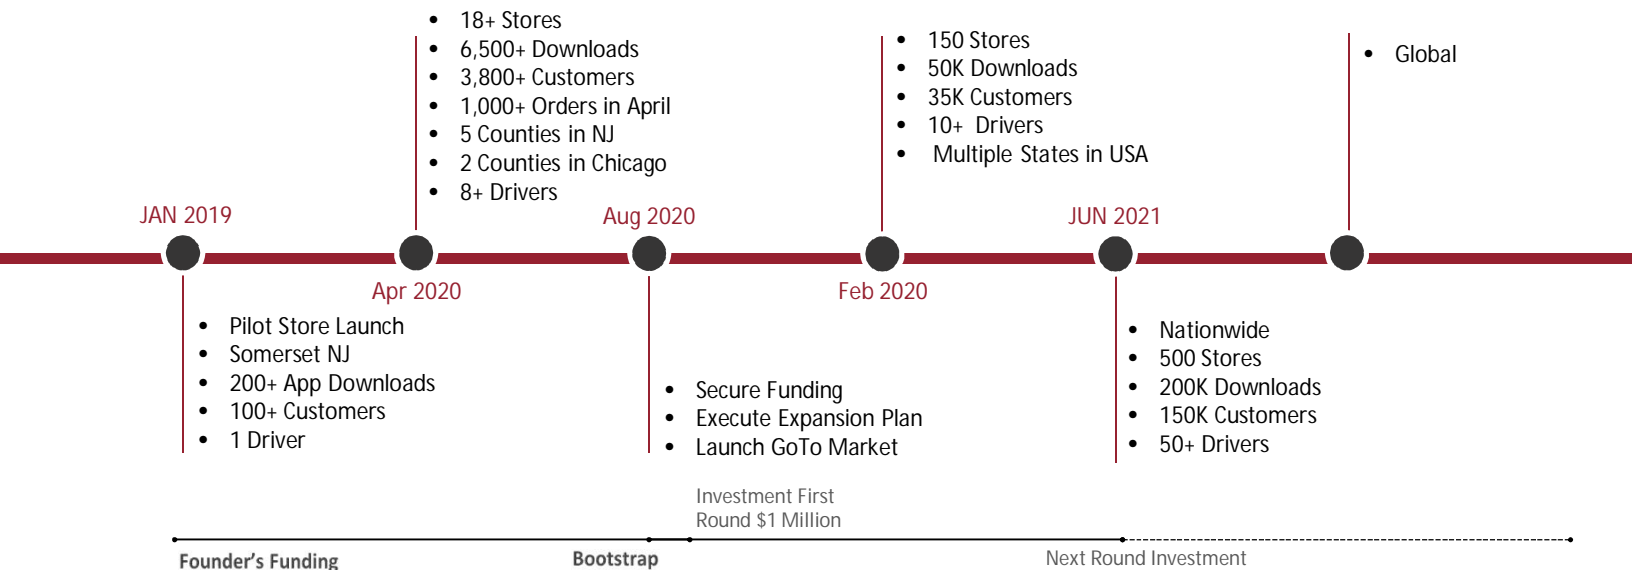 JAN 2019
• Pilot Store Launch
• Somerset NJ
• 200+ App Downloads
• 100+ Customers
• 1 Driver
• 18+ Stores
• 6,500+ Downloads
• 3,800+ Customers
• 1,000+ Orders in April
• 5 Counties in NJ
• 2 Counties in Chicago
• 8+ Drivers
Apr 2020
Aug 2020
• Secure Funding
• Execute Expansion Plan
• Launch GoTo Market
• 150 Stores
• 50K Downloads
• 35K Customers
• 10+ Drivers
• Multiple States in USA
Feb 2020
JUN 2021
• Nationwide
• 500 Stores
• 200K Downloads
• 150K Customers
• 50+ Drivers
• Global
Investment First
Round $1 Million
Founder's Funding
Bootstrap
Next Round Investment